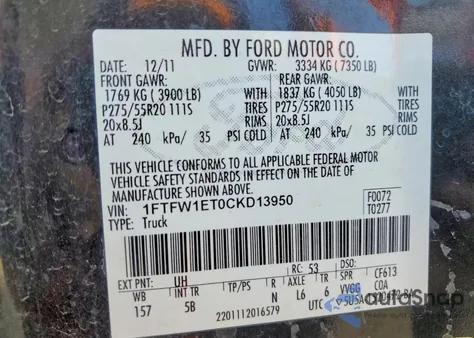 MFD. BY FORD MOTOR CO.
DATE: 12/11 GVWR: 3334 KG (7350 LB)
FRONT GAWR: REAR GAWR:
1769 KG (3900 LB) 1837 KG (4050 LB)
P275/55R20 111S TIRES P275/55R20 111S
20x8.5J RIMS 20x8.5J
AT 240 kPa/ 35 PSI COLD AT 240 kPa/ 35 PSI COLD
THIS VEHICLE CONFORMS TO ALL APPLICABLE FEDERAL MOTOR
VEHICLE SAFETY STANDARDS IN EFFECT ON THE DATE OF
MANUFACTURE SHOWN ABOVE.
VIN: 1FTFW1ET0CKD13950 F0072
TYPE: Truck T0277
EXT PNT: UH RC: 53 DSO:
WB INT TR TP/PS R AXLE TR SPR CF613
157 5B N L6 6 VVGG COA
2201112016579 UTC
autoSnap